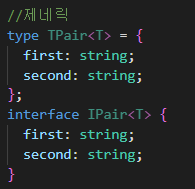 //제네릭
type TPair<T> = {
  first: string;
  second: string;
};
interface IPair<T> {
  first: string;
  second: string;
}